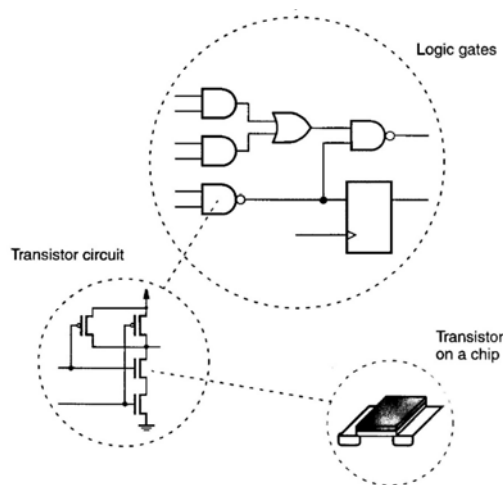 Logic gates
Transistor circuit
Transistor
on a chip